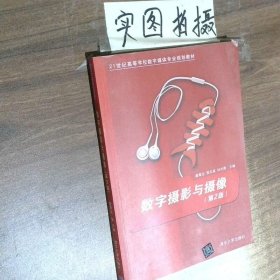 实图拍摄
21世纪高等学校数字媒体专业规划教材
主编
数字摄影与摄像
(第2版)
清华大学出版社